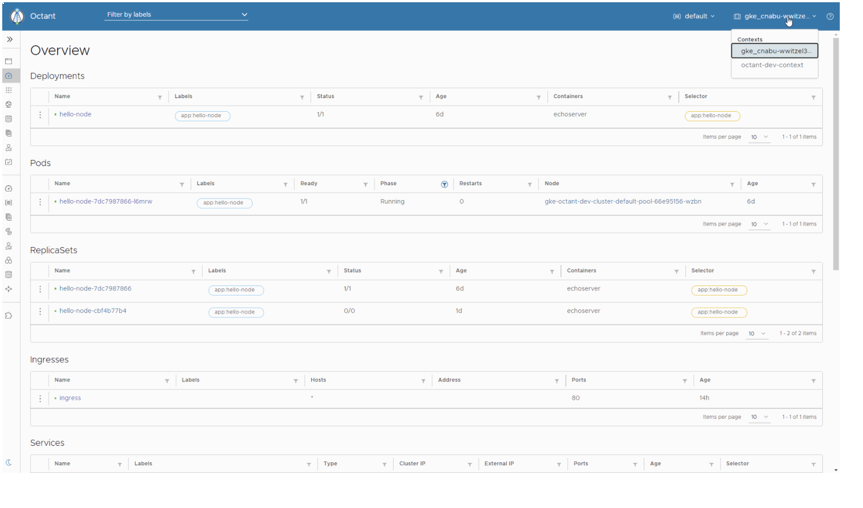 Octant
Filter by labels
default
gke_cnabu-wwitze...
Contexts
gke_cnabu-wwitzel3...
octant-dev-context
Overview
Deployments
Name Labels Status Age Containers Selector
hello-node app:hello-node 1/1 6d echoserver app:hello-node
Items per page 10 1 - 1 of 1 items
Pods
Name Labels Ready Phase Restarts Node Age
hello-node-7dc7987866-l6mrw app:hello-node 1/1 Running 0 gke-octant-dev-cluster-default-pool-66e95156-wzbn 6d
Items per page 10 1 - 1 of 1 items
ReplicaSets
Name Labels Status Age Containers Selector
hello-node-7dc7987866 app:hello-node 1/1 6d echoserver app:hello-node
hello-node-cbf4b77b4 app:hello-node 0/0 1d echoserver app:hello-node
Items per page 10 1 - 2 of 2 items
Ingresses
Name Labels Hosts Address Ports Age
ingress * 80 14h
Items per page 10 1 - 1 of 1 items
Services
Name Labels Type Cluster IP External IP Ports Age Selector